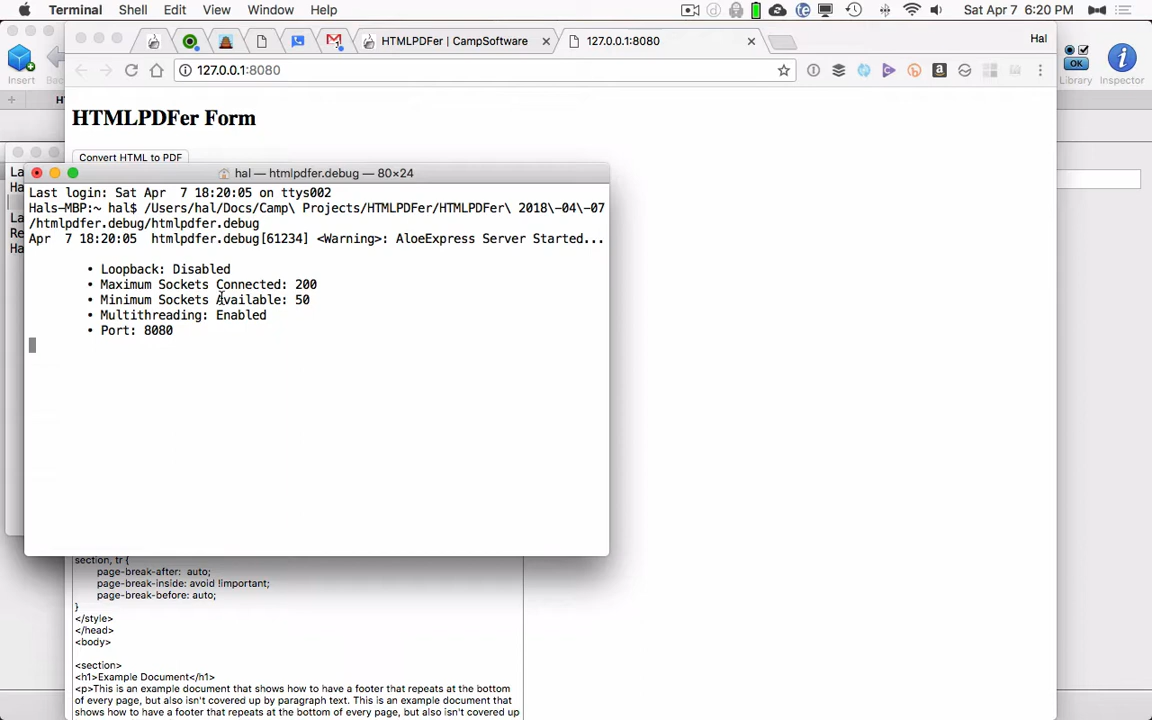 Terminal Shell Edit View Window Help Sat Apr 7 6:20 PM
HTMLPDFer | CampSoftware 127.0.0.1:8080 Hal
Insert Bac 127.0.0.1:8080 OK Library Inspector
HTMLPDFer Form
Convert HTML to PDF
hal — htmlpdfer.debug — 80×24
Last login: Sat Apr  7 18:20:05 on ttys002
Hals-MBP:~ hal$ /Users/hal/Docs/Camp\ Projects/HTMLPDFer/HTMLPDFer\ 2018\-04\-07
/htmlpdfer.debug/htmlpdfer.debug
Apr  7 18:20:05  htmlpdfer.debug[61234] <Warning>: AloeExpress Server Started...
• Loopback: Disabled
• Maximum Sockets Connected: 200
• Minimum Sockets Available: 50
• Multithreading: Enabled
• Port: 8080
section, tr {
page-break-after:  auto;
page-break-inside: avoid !important;
page-break-before: auto;
}
</style>
</head>
<body>
<section>
<h1>Example Document</h1>
<p>This is an example document that shows how to have a footer that repeats at the bottom
of every page, but also isn't covered up by paragraph text. This is an example document
that shows how to have a footer that repeats at the bottom of every page, but also isn't covered up